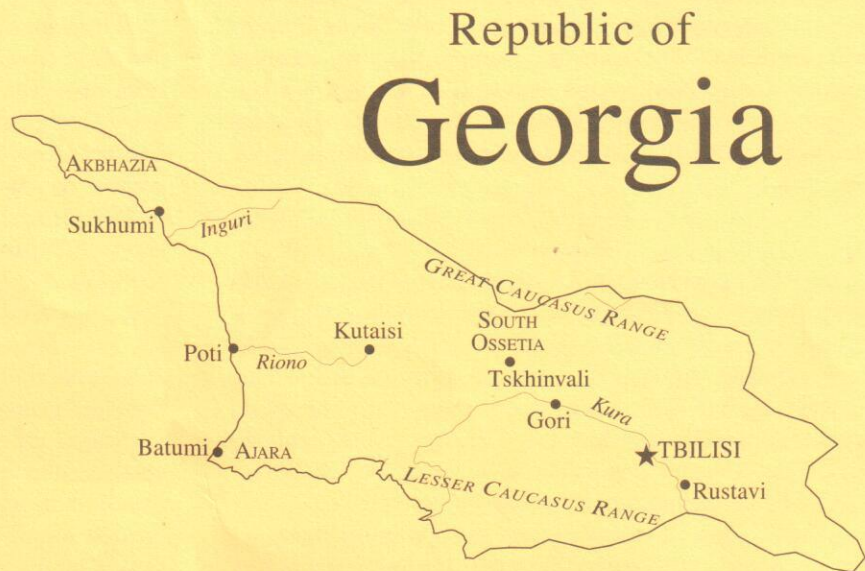 Republic of
Georgia
AKBHAZIA
Sukhumi
Inguri
GREAT CAUCASUS RANGE
SOUTH
OSSETIA
Poti
Riono
Kutaisi
Tskhinvali
Gori
Kura
Batumi
AJARA
TBILISI
LESSER CAUCASUS RANGE
Rustavi